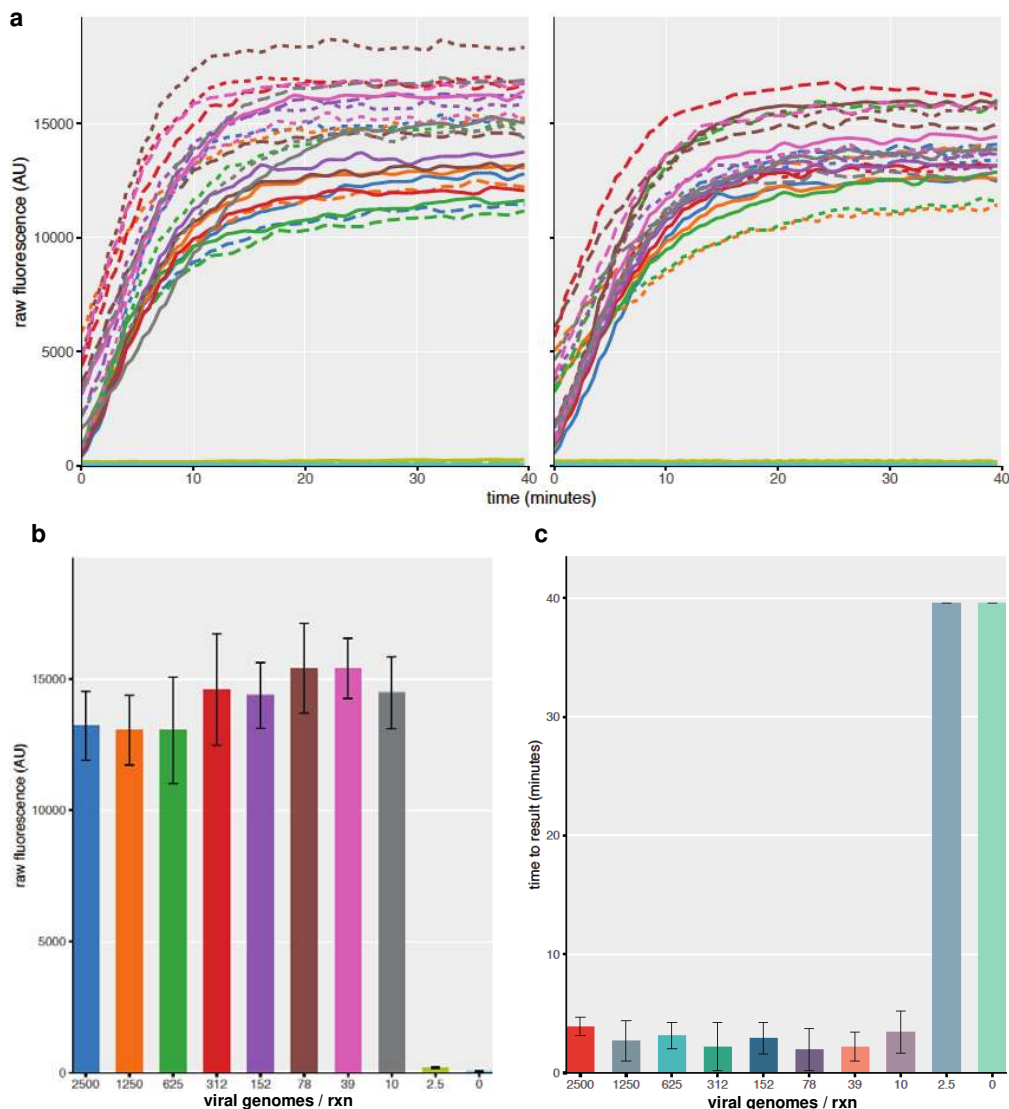 a
raw fluorescence (AU)
15000
10000
5000
0
0 10 20 30 40
0 10 20 30 40
time (minutes)
b
raw fluorescence (AU)
15000
10000
5000
0
2500 1250 625 312 152 78 39 10 2.5 0
viral genomes / rxn
c
time to result (minutes)
40
30
20
10
0
2500 1250 625 312 152 78 39 10 2.5 0
viral genomes / rxn